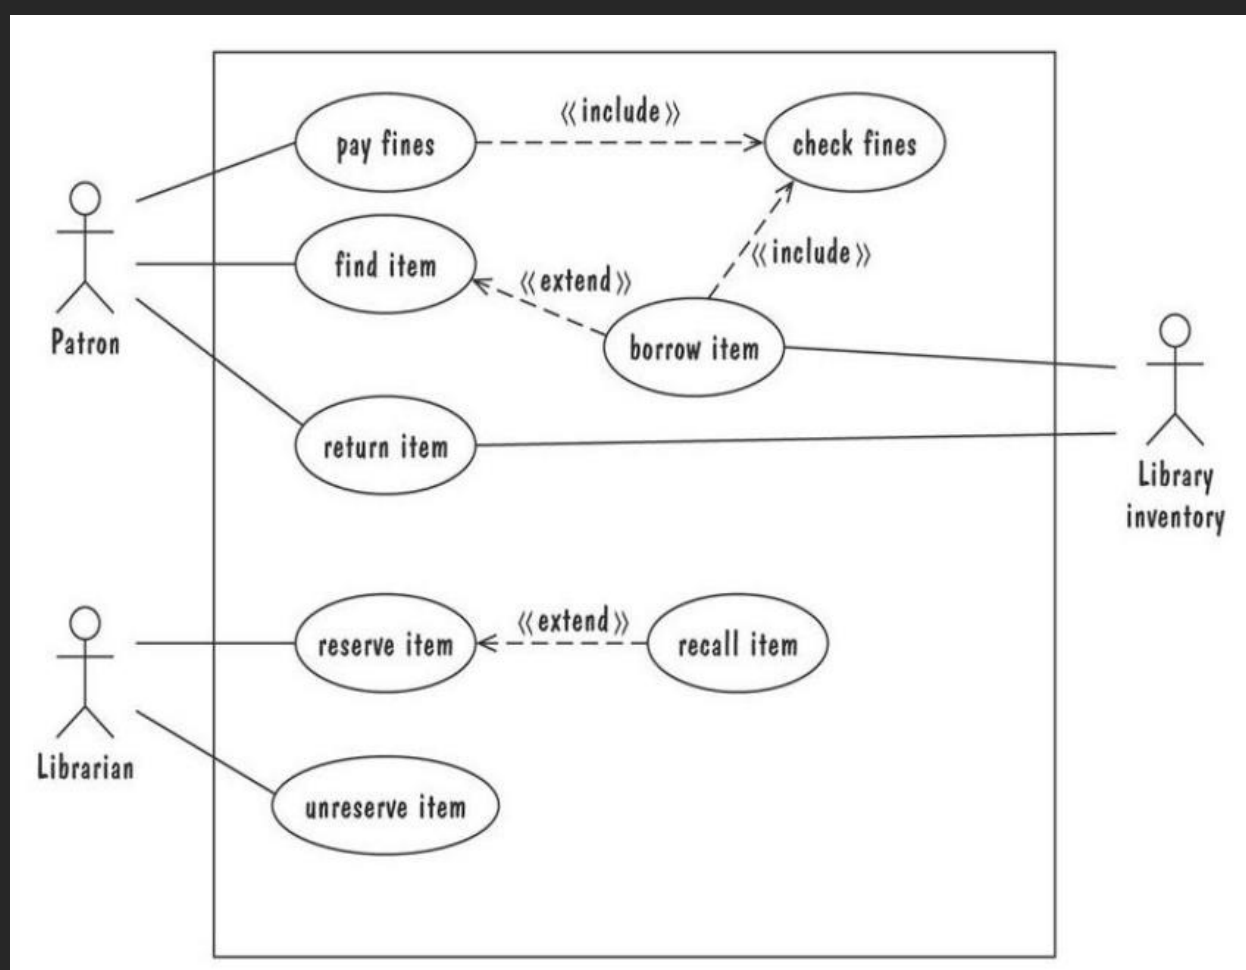 ⟪include⟫
pay fines
check fines
find item
⟪include⟫
⟪extend⟫
Patron
borrow item
return item
Library
inventory
⟪extend⟫
reserve item
recall item
Librarian
unreserve item